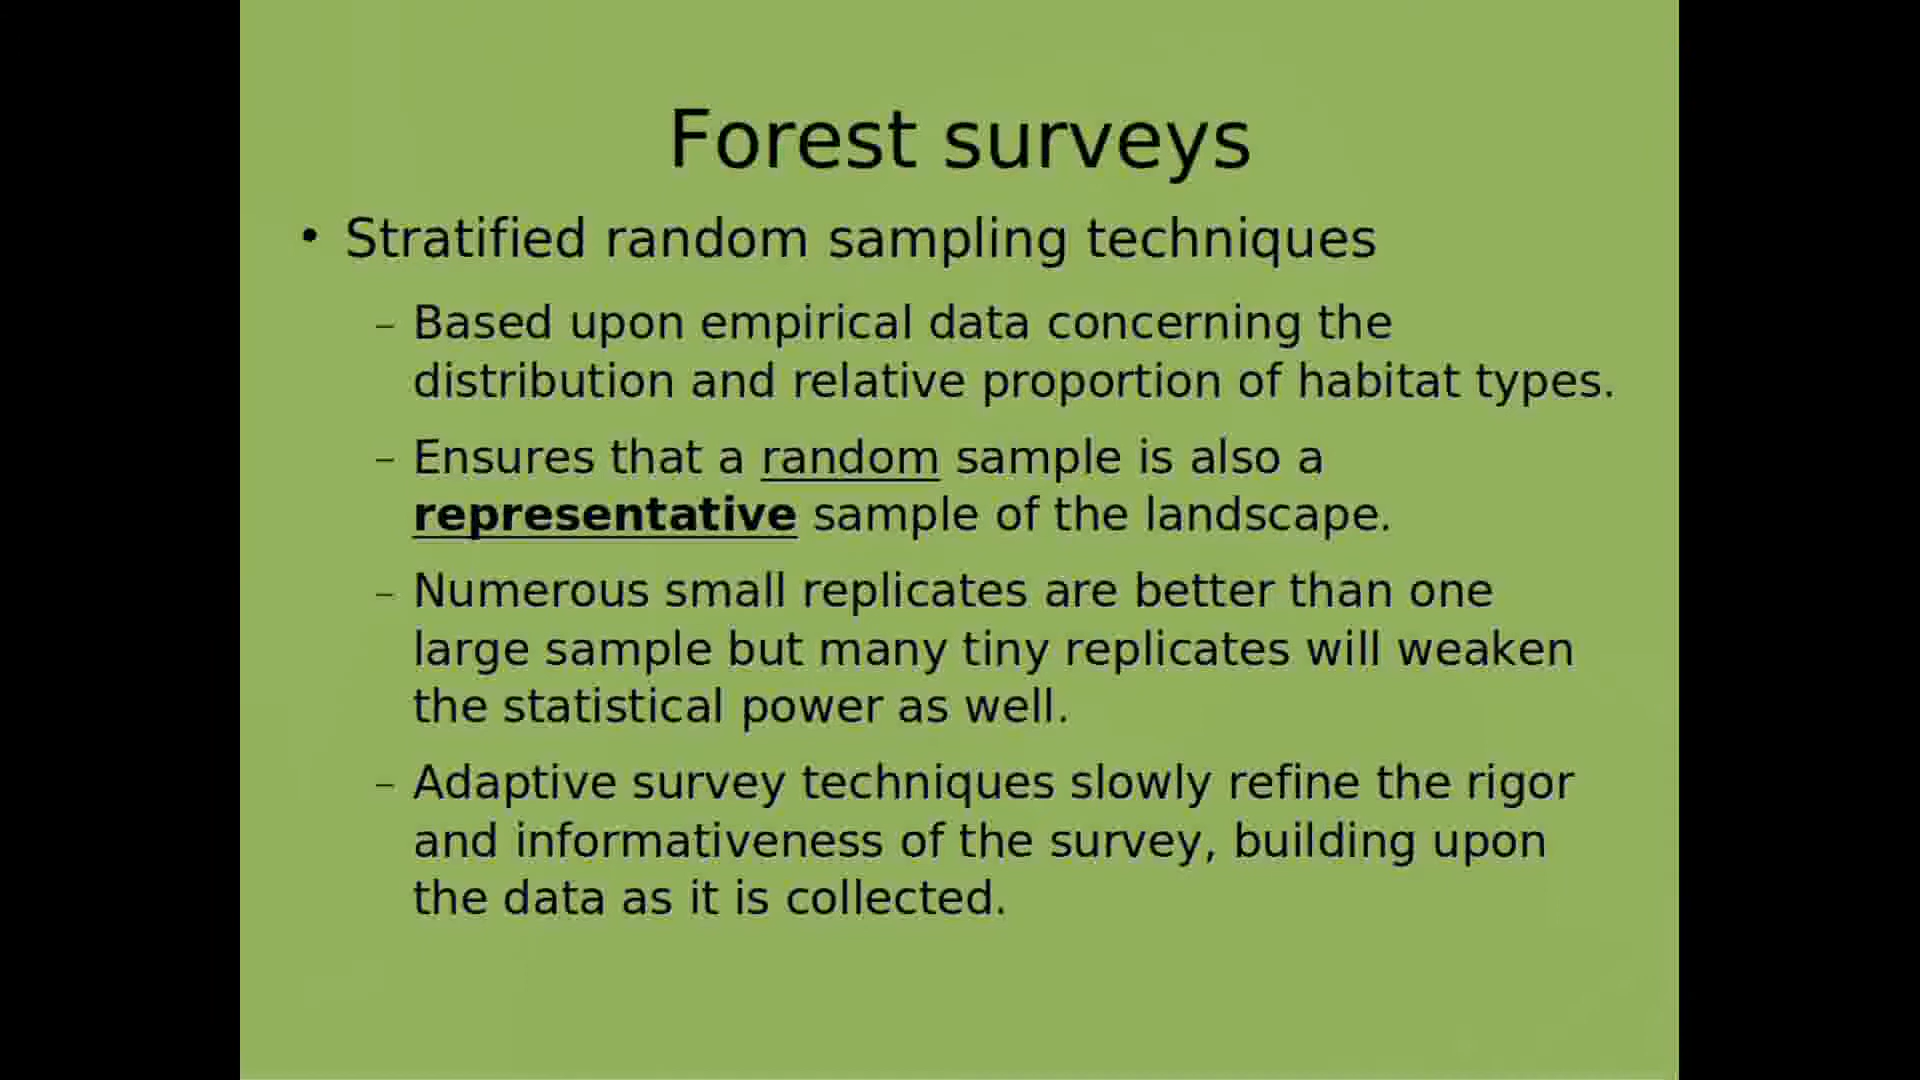 Forest surveys
• Stratified random sampling techniques
– Based upon empirical data concerning the
distribution and relative proportion of habitat types.
– Ensures that a random sample is also a
representative sample of the landscape.
– Numerous small replicates are better than one
large sample but many tiny replicates will weaken
the statistical power as well.
– Adaptive survey techniques slowly refine the rigor
and informativeness of the survey, building upon
the data as it is collected.